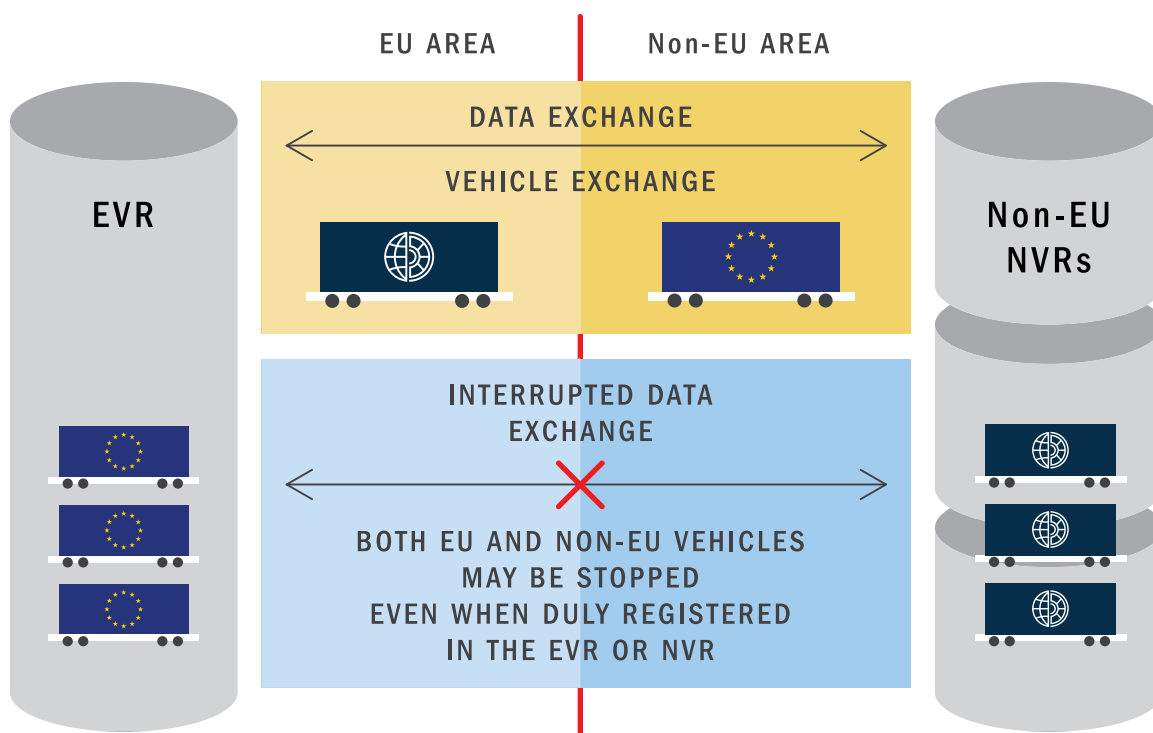 EU AREA
Non-EU AREA
DATA EXCHANGE
VEHICLE EXCHANGE
EVR
Non-EU
NVRs
INTERRUPTED DATA
EXCHANGE
BOTH EU AND NON-EU VEHICLES
MAY BE STOPPED
EVEN WHEN DULY REGISTERED
IN THE EVR OR NVR